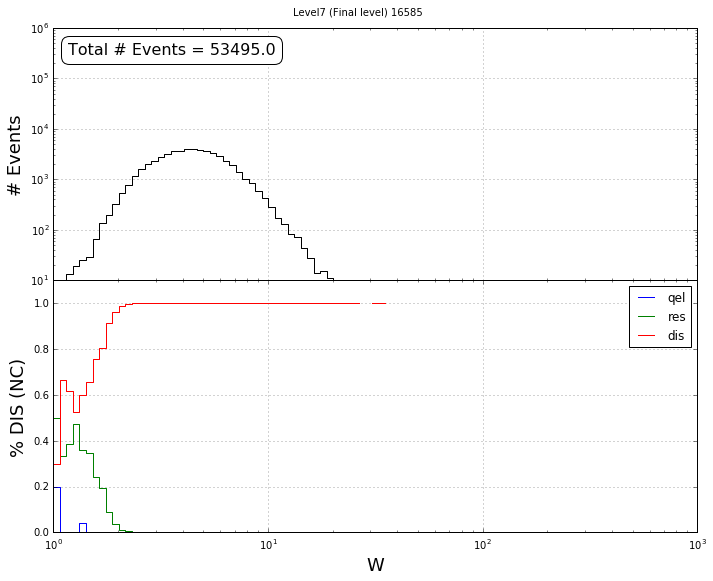 Level7 (Final level) 16585
Total # Events = 53495.0
# Events
10^6
10^5
10^4
10^3
10^2
10^1
% DIS (NC)
1.0
0.8
0.6
0.4
0.2
0.0
qel
res
dis
10^0
10^1
10^2
10^3
W